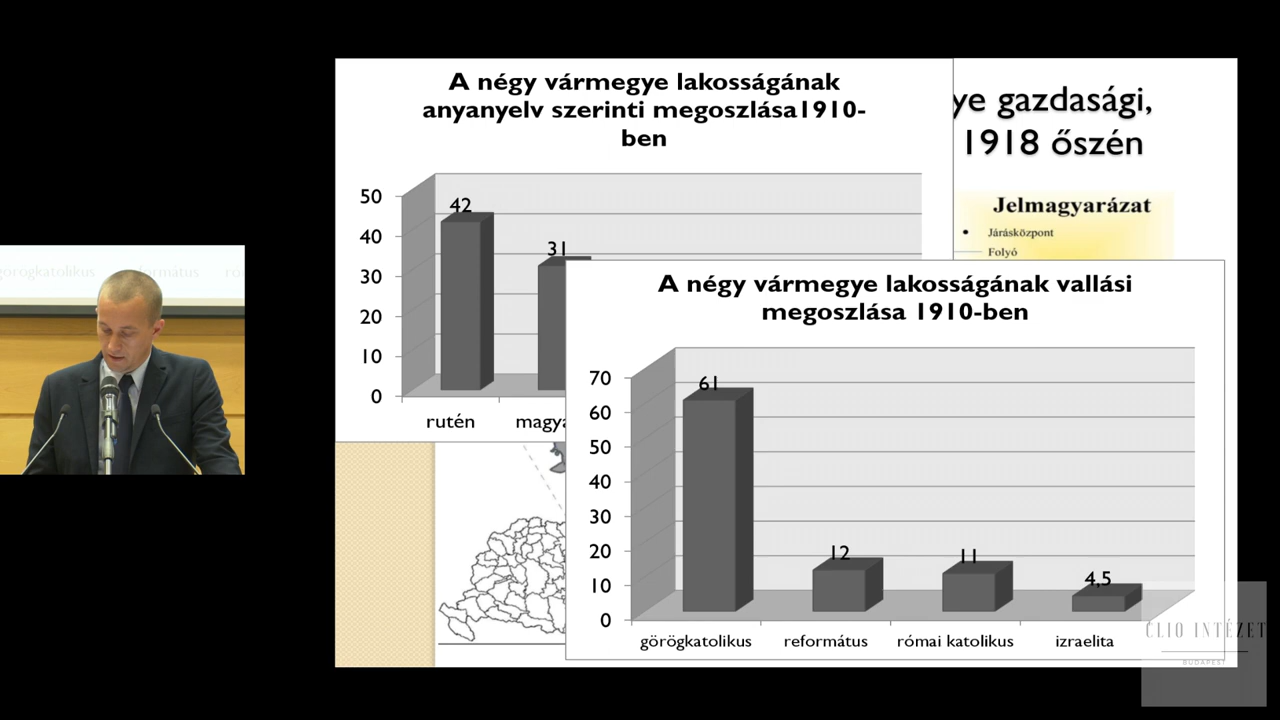 A négy vármegye lakosságának
anyanyelv szerinti megoszlása1910-
ben
50
40
30
20
10
0
42
31
rutén
magya
ye gazdasági,
1918 őszén
Jelmagyarázat
Járásközpont
Folyó
A négy vármegye lakosságának vallási
megoszlása 1910-ben
70
60
50
40
30
20
10
0
61
12
11
4,5
görögkatolikus
református
római katolikus
izraelita
görögkatolikus
CLIO INTÉZET
BUDAPEST